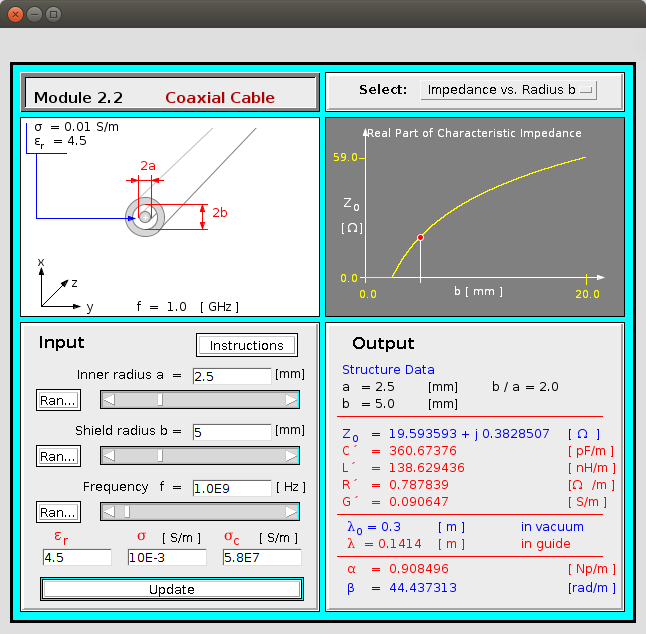 Module 2.2 Coaxial Cable
Select: Impedance vs. Radius b
σ = 0.01 S/m
εr = 4.5
2a
2b
x
z
y
f = 1.0 [ GHz ]
Real Part of Characteristic Impedance
59.0
Z0
[Ω]
0.0
0.0 b [ mm ] 20.0
Input
Instructions
Inner radius a = 2.5 [mm]
Ran...
Shield radius b = 5 [mm]
Ran...
Frequency f = 1.0E9 [ Hz ]
Ran...
εr σ [ S/m ] σc [ S/m ]
4.5 10E-3 5.8E7
Update
Output
Structure Data
a = 2.5 [mm] b / a = 2.0
b = 5.0 [mm]
Z0 = 19.593593 + j 0.3828507 [ Ω ]
C´ = 360.67376 [ pF/m ]
L´ = 138.629436 [ nH/m ]
R´ = 0.787839 [Ω /m ]
G´ = 0.090647 [ S/m ]
λ0 = 0.3 [ m ] in vacuum
λ = 0.1414 [ m ] in guide
α = 0.908496 [ Np/m ]
β = 44.437313 [rad/m ]